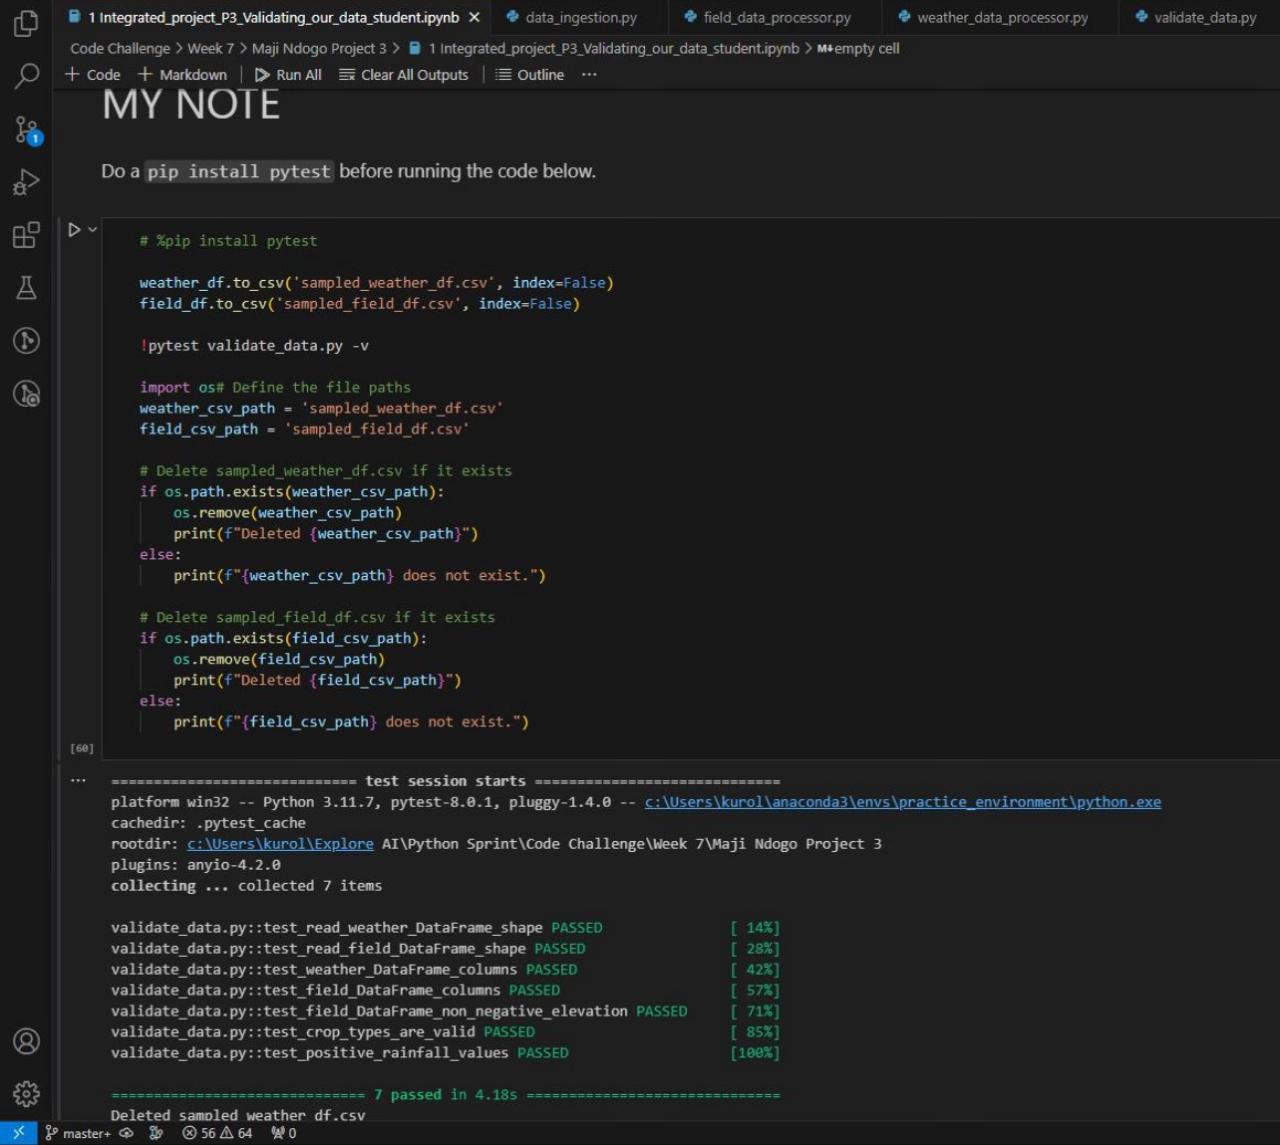 1 Integrated_project_P3_Validating_our_data_student.ipynb
data_ingestion.py
field_data_processor.py
weather_data_processor.py
validate_data.py
Code Challenge > Week 7 > Maji Ndogo Project 3 > 1 Integrated_project_P3_Validating_our_data_student.ipynb > M↓empty cell
+ Code + Markdown | Run All Clear All Outputs | Outline ...
MY NOTE
1
Do a pip install pytest before running the code below.
# %pip install pytest
weather_df.to_csv('sampled_weather_df.csv', index=False)
field_df.to_csv('sampled_field_df.csv', index=False)
!pytest validate_data.py -v
import os# Define the file paths
weather_csv_path = 'sampled_weather_df.csv'
field_csv_path = 'sampled_field_df.csv'
# Delete sampled_weather_df.csv if it exists
if os.path.exists(weather_csv_path):
    os.remove(weather_csv_path)
    print(f"Deleted {weather_csv_path}")
else:
    print(f"{weather_csv_path} does not exist.")
# Delete sampled_field_df.csv if it exists
if os.path.exists(field_csv_path):
    os.remove(field_csv_path)
    print(f"Deleted {field_csv_path}")
else:
    print(f"{field_csv_path} does not exist.")
[60]
... ============================= test session starts =============================
platform win32 -- Python 3.11.7, pytest-8.0.1, pluggy-1.4.0 -- c:\Users\kurol\anaconda3\envs\practice_environment\python.exe
cachedir: .pytest_cache
rootdir: c:\Users\kurol\Explore AI\Python Sprint\Code Challenge\Week 7\Maji Ndogo Project 3
plugins: anyio-4.2.0
collecting ... collected 7 items
validate_data.py::test_read_weather_DataFrame_shape PASSED [ 14%]
validate_data.py::test_read_field_DataFrame_shape PASSED [ 28%]
validate_data.py::test_weather_DataFrame_columns PASSED [ 42%]
validate_data.py::test_field_DataFrame_columns PASSED [ 57%]
validate_data.py::test_field_DataFrame_non_negative_elevation PASSED [ 71%]
validate_data.py::test_crop_types_are_valid PASSED [ 85%]
validate_data.py::test_positive_rainfall_values PASSED [100%]
============================== 7 passed in 4.18s ==============================
Deleted sampled_weather_df.csv
master+ 56 64 0